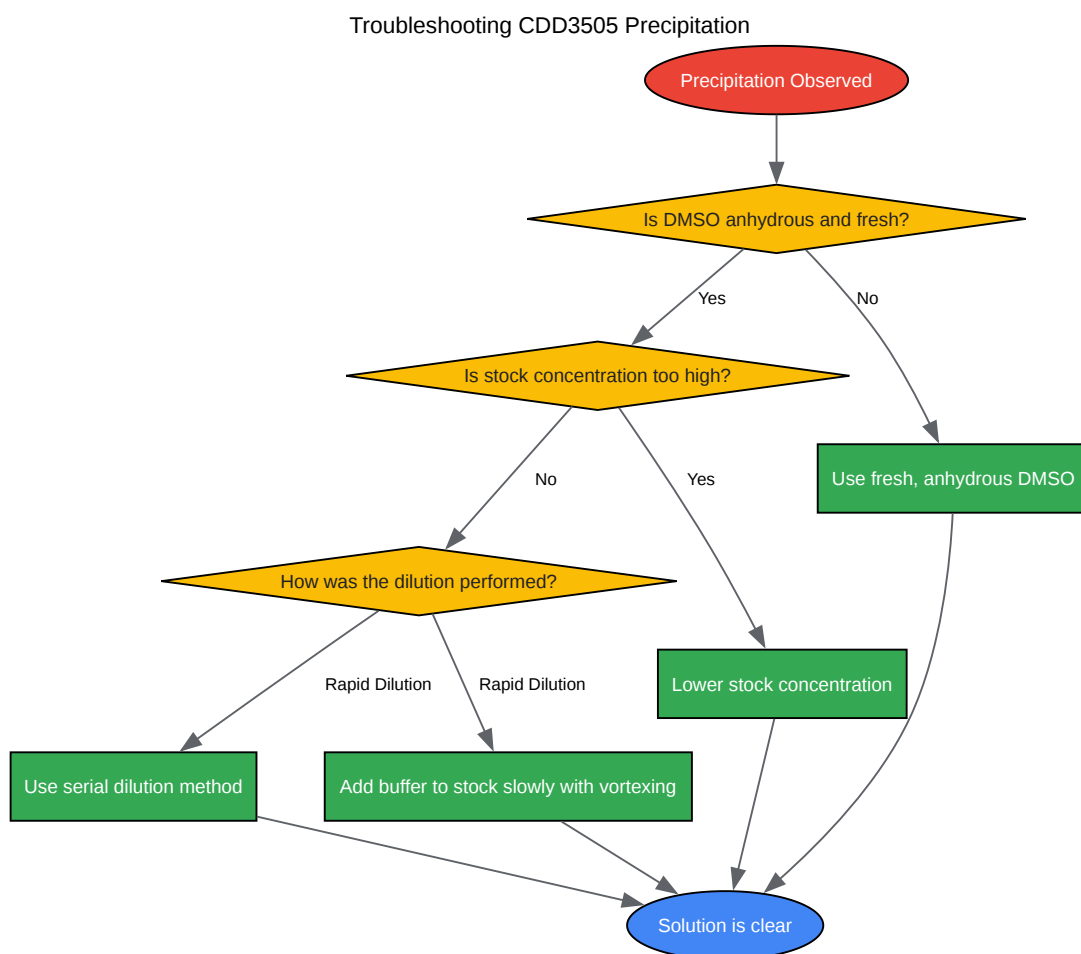 Troubleshooting CDD3505 Precipitation
Precipitation Observed
Is DMSO anhydrous and fresh?
Yes
No
Is stock concentration too high?
Use fresh, anhydrous DMSO
No
Yes
How was the dilution performed?
Rapid Dilution
Rapid Dilution
Lower stock concentration
Use serial dilution method
Add buffer to stock slowly with vortexing
Solution is clear